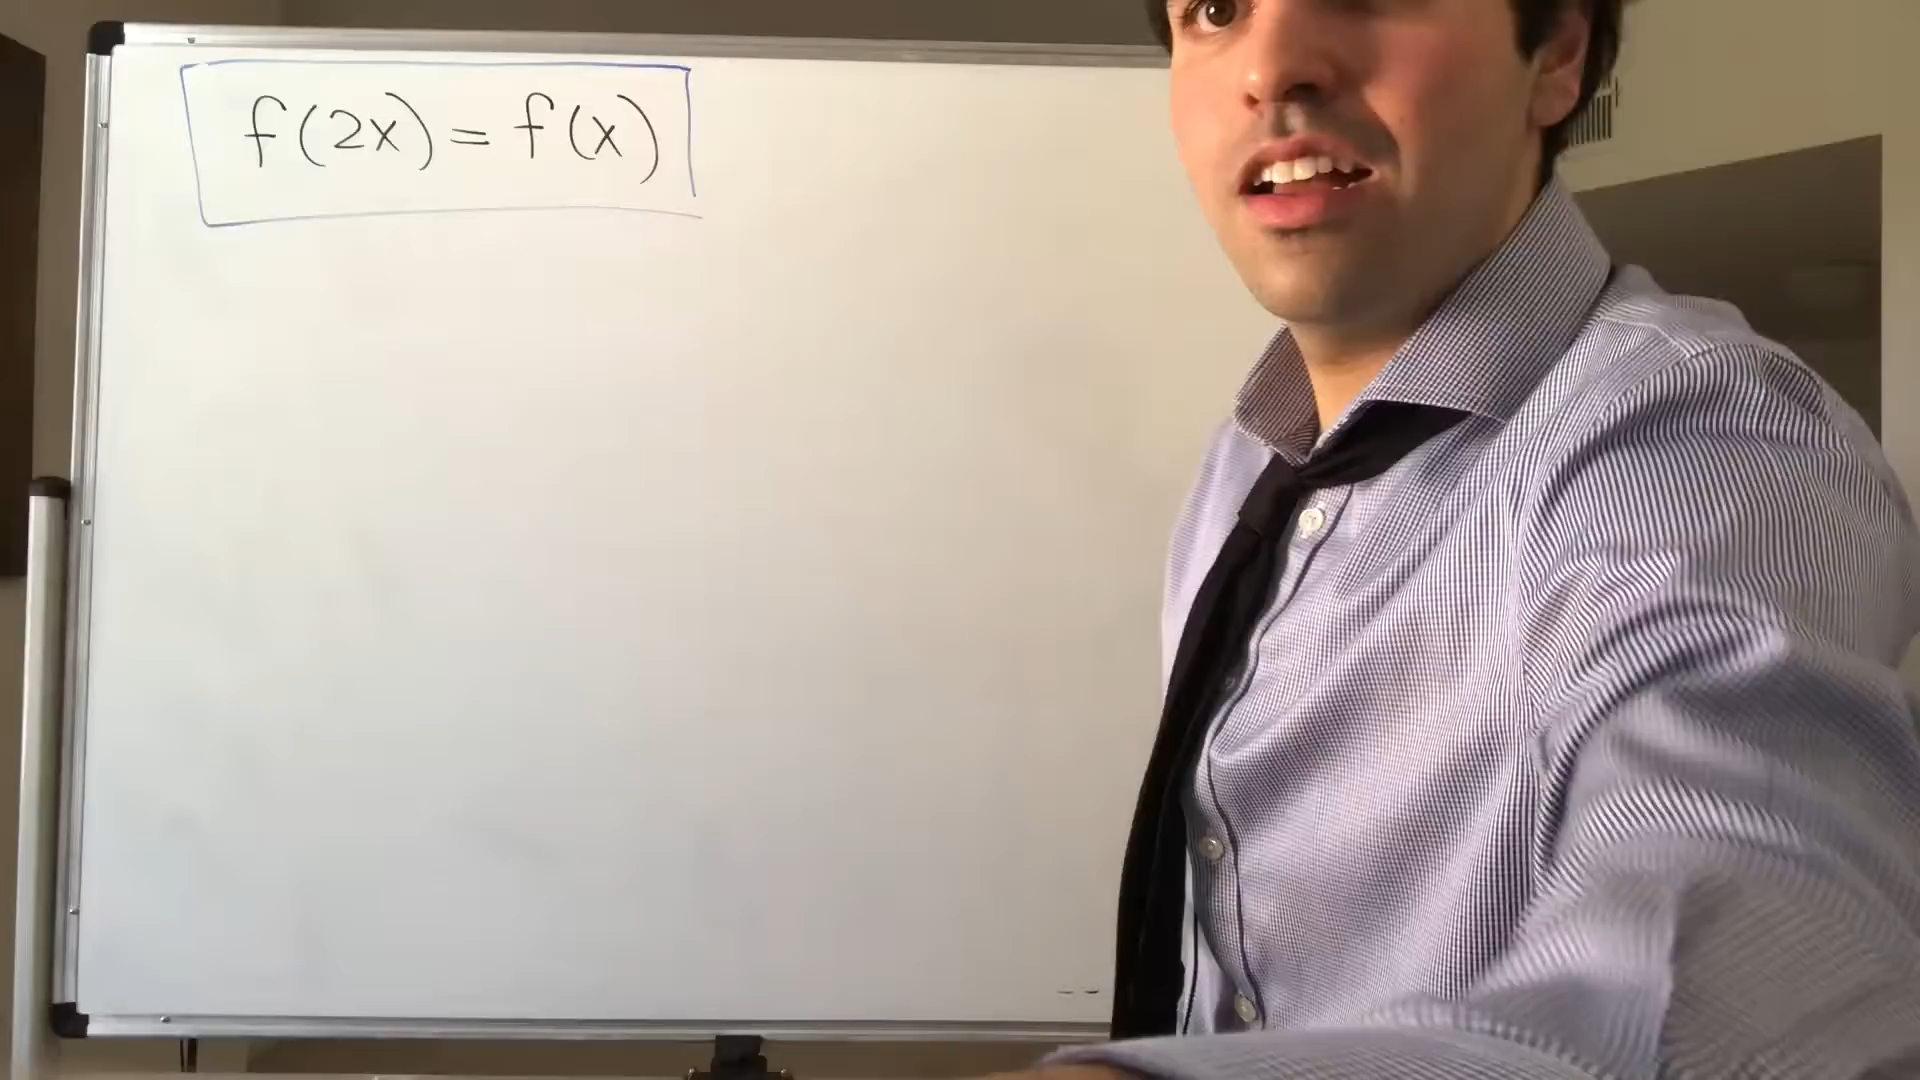 f(2x) = f(x)